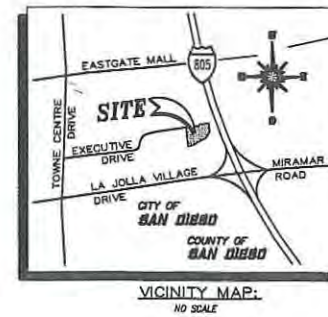 EASTGATE MALL
805
SITE
TOWNE CENTRE
DRIVE
EXECUTIVE
DRIVE
LA JOLLA VILLAGE
DRIVE
MIRAMAR
ROAD
CITY OF
SAN DIEGO
COUNTY OF
SAN DIEGO
VICINITY MAP:
NO SCALE